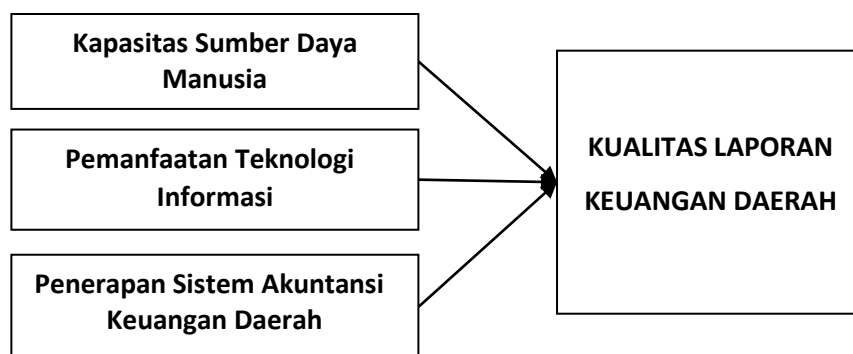 Kapasitas Sumber Daya
Manusia
Pemanfaatan Teknologi
Informasi
Penerapan Sistem Akuntansi
Keuangan Daerah
KUALITAS LAPORAN
KEUANGAN DAERAH